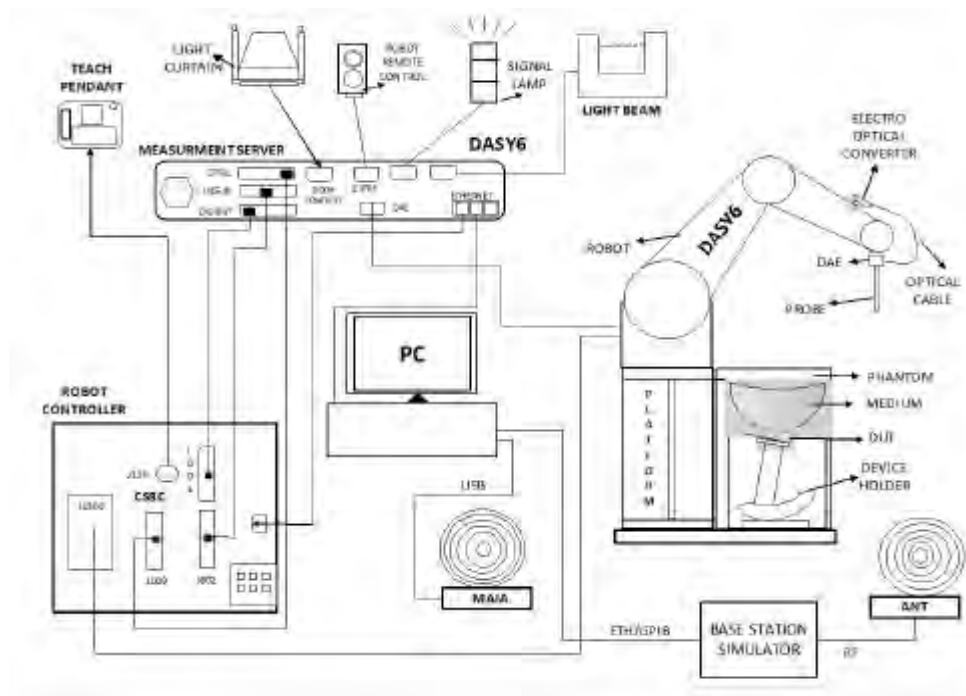 LIGHT
CURTAIN
ROBOT
REMOTE
CONTROL
SIGNAL
LAMP
LIGHT BEAM
TEACH
PENDANT
MEASURMENT SERVER
DASY6
ETHERNET
DAE
ELECTRO
OPTICAL
CONVERTER
ROBOT
DASY6
DAE
OPTICAL
CABLE
PROBE
PC
PHANTOM
MEDIUM
DUT
DEVICE
HOLDER
PLATFORM
ROBOT
CONTROLLER
CS8C
USB
MAIA
ETH/GPIB
BASE STATION
SIMULATOR
RF
ANT